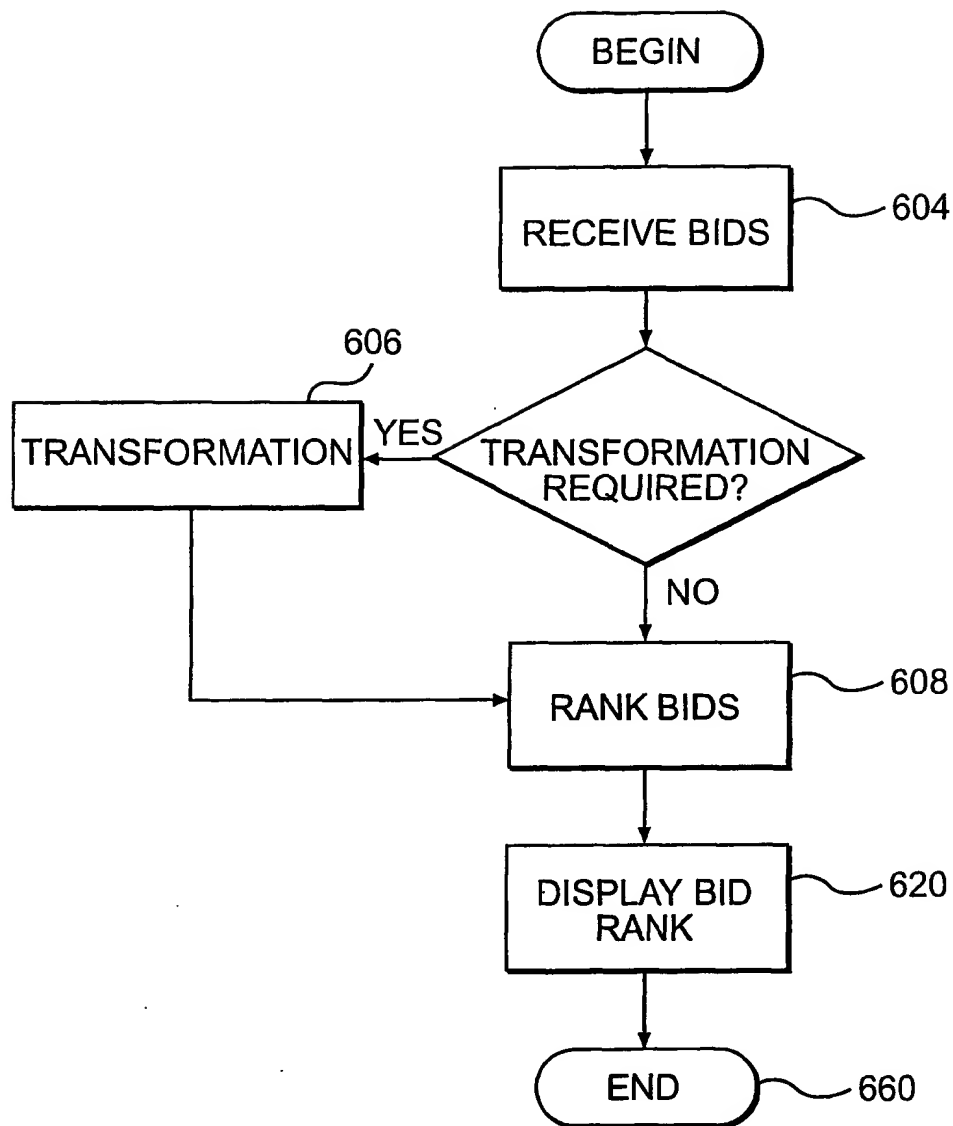 BEGIN
RECEIVE BIDS
604
606
TRANSFORMATION
YES
TRANSFORMATION
REQUIRED?
NO
RANK BIDS
608
DISPLAY BID
RANK
620
END
660